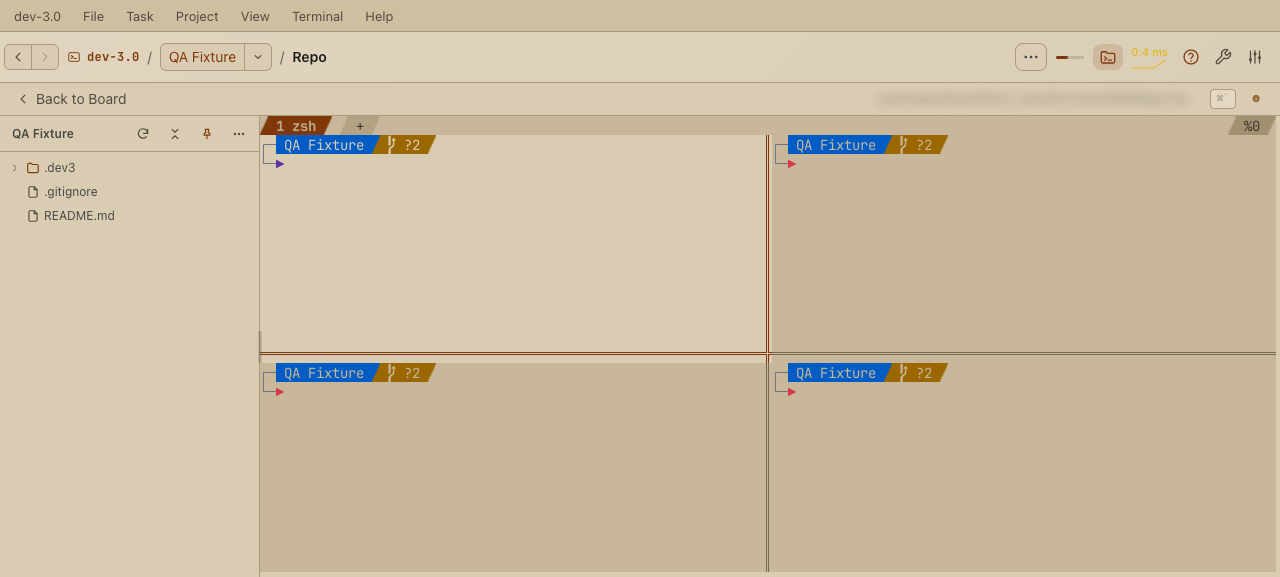 dev-3.0 File Task Project View Terminal Help
dev-3.0 / QA Fixture / Repo
0.4 ms
Back to Board
QA Fixture
1 zsh + %0
.dev3
.gitignore
README.md
QA Fixture ?2
QA Fixture ?2
QA Fixture ?2
QA Fixture ?2